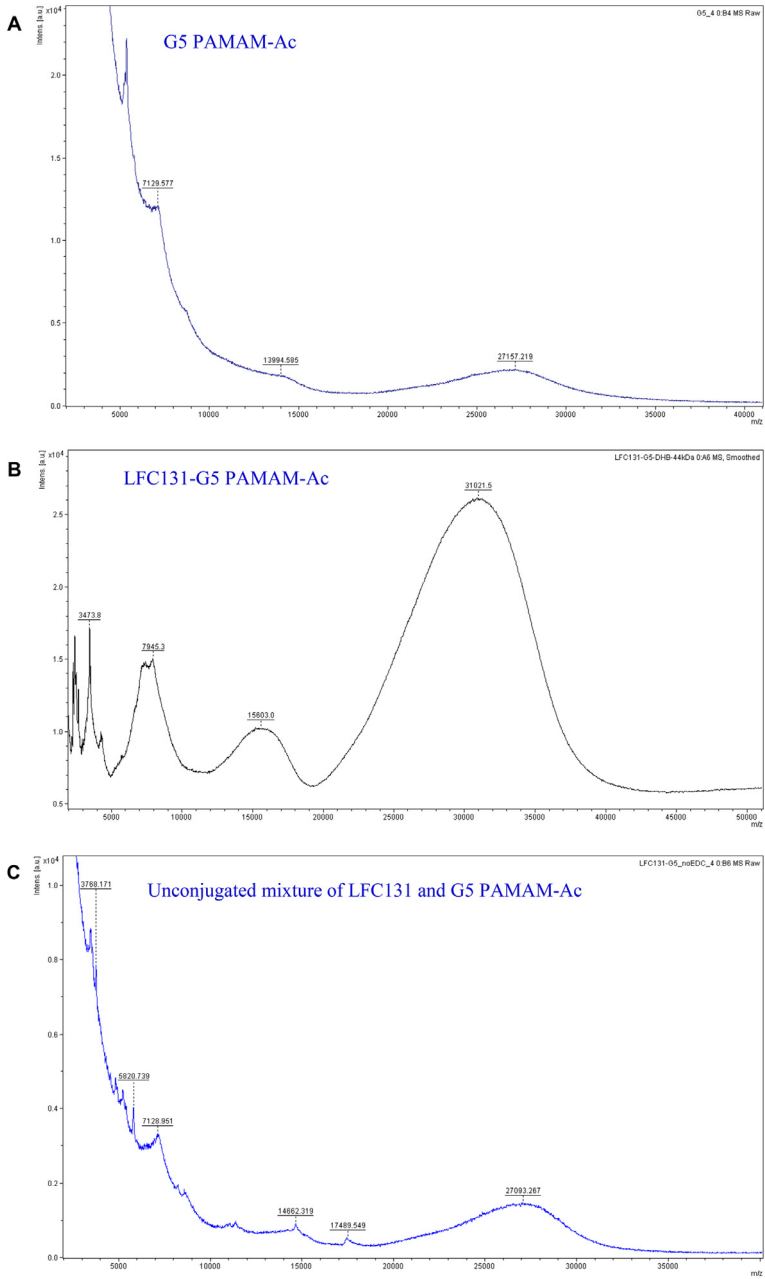 A
G5_4 0:B4 MS Raw
Intens. [a.u.]
x10⁴
G5 PAMAM-Ac
2.0
1.5
7129.577
1.0
0.5
13994.585
27157.219
0.0
5000 10000 15000 20000 25000 30000 35000 40000
m/z
B
LFC131-G5-DHB-44kDa 0:A6 MS, Smoothed
Intens. [a.u.]
x10⁴
LFC131-G5 PAMAM-Ac
31021.5
2.5
2.0
3473.8
7945.3
1.5
15603.0
1.0
0.5
5000 10000 15000 20000 25000 30000 35000 40000 45000 50000
m/z
C
LFC131-G5_noEDC_4 0:B6 MS Raw
Intens. [a.u.]
x10⁴
3768.171
Unconjugated mixture of LFC131 and G5 PAMAM-Ac
1.0
0.8
0.6
5820.739
0.4
7128.951
27093.267
0.2
14662.319
17489.549
0.0
5000 10000 15000 20000 25000 30000 35000
m/z